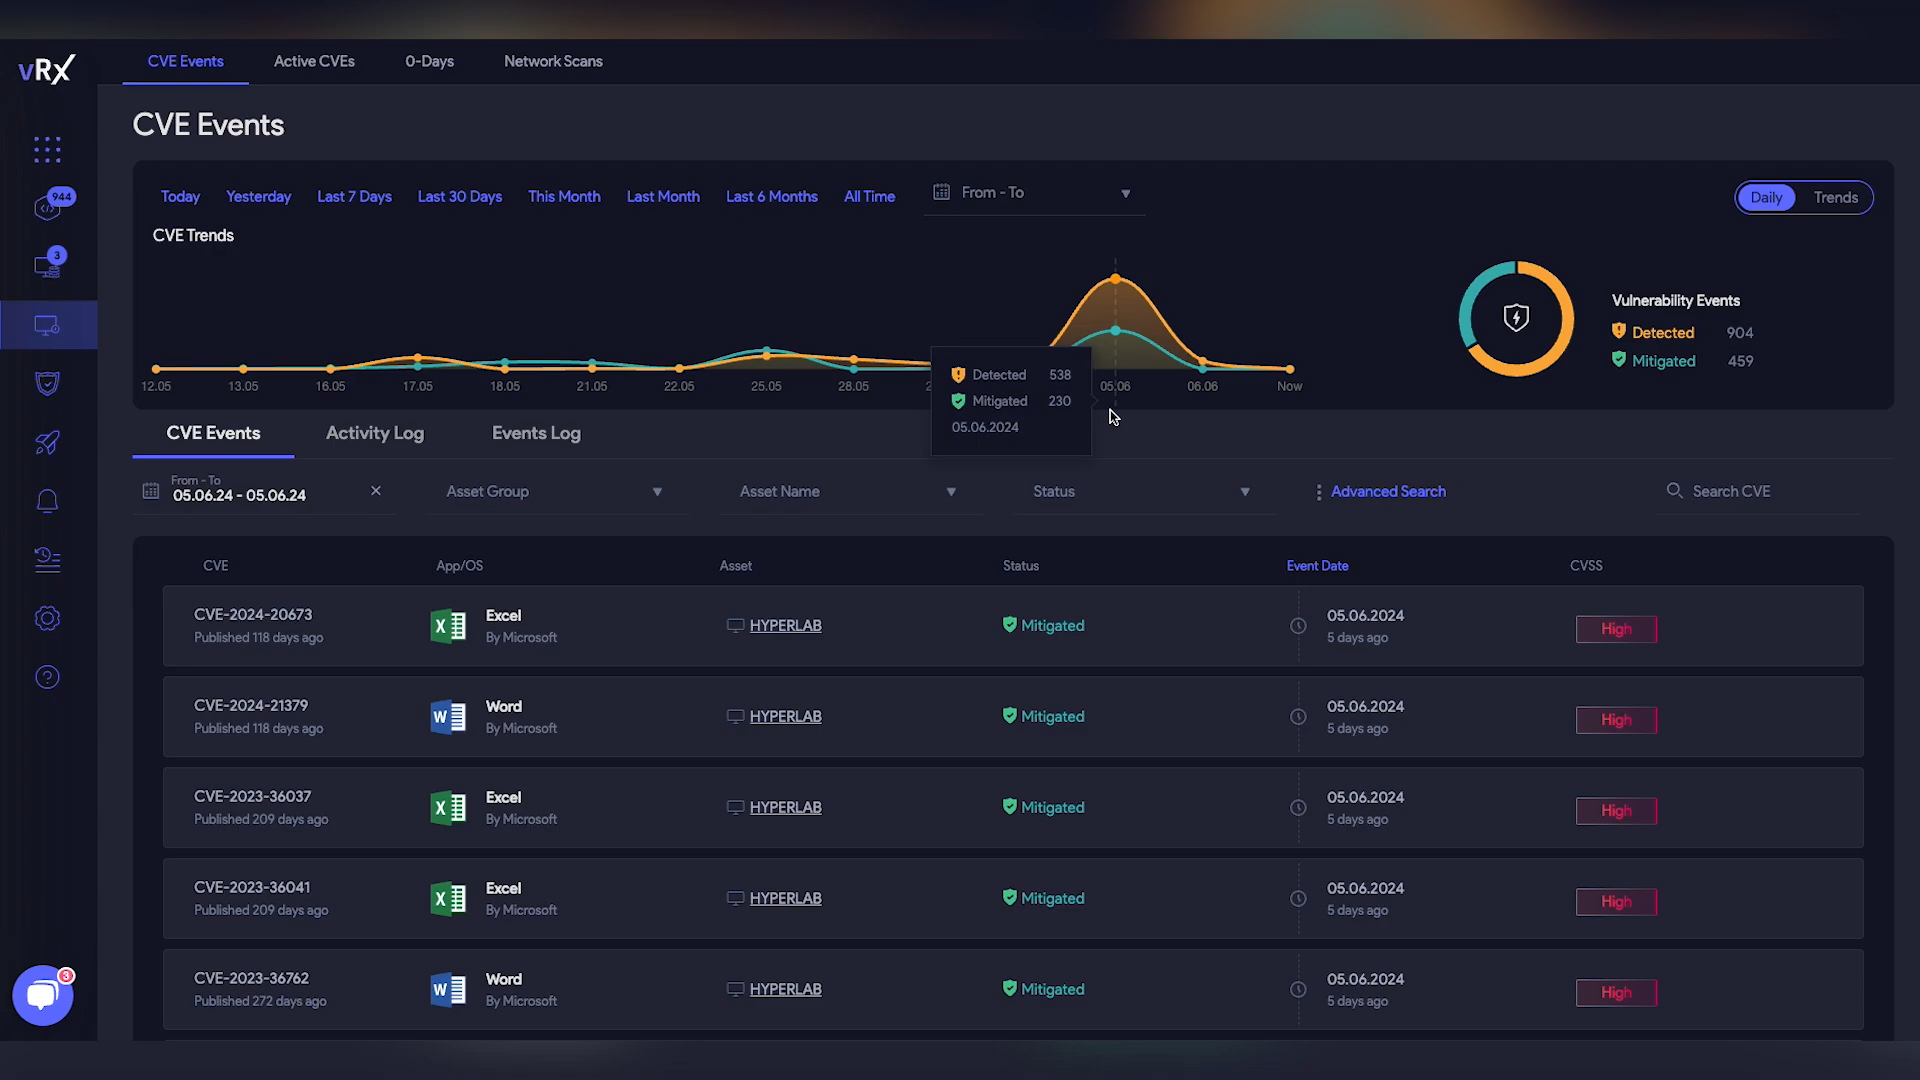 vRX
CVE Events
Active CVEs
0-Days
Network Scans
CVE Events
944
3
Today
Yesterday
Last 7 Days
Last 30 Days
This Month
Last Month
Last 6 Months
All Time
From - To
Daily
Trends
CVE Trends
12.05
13.05
16.05
17.05
18.05
21.05
22.05
25.05
28.05
05.06
06.06
Now
Detected 538
Mitigated 230
05.06.2024
Vulnerability Events
Detected 904
Mitigated 459
CVE Events
Activity Log
Events Log
From - To
05.06.24 - 05.06.24
Asset Group
Asset Name
Status
Advanced Search
Search CVE
CVE
App/OS
Asset
Status
Event Date
CVSS
CVE-2024-20673
Published 118 days ago
Excel
By Microsoft
HYPERLAB
Mitigated
05.06.2024
5 days ago
High
CVE-2024-21379
Published 118 days ago
Word
By Microsoft
HYPERLAB
Mitigated
05.06.2024
5 days ago
High
CVE-2023-36037
Published 209 days ago
Excel
By Microsoft
HYPERLAB
Mitigated
05.06.2024
5 days ago
High
CVE-2023-36041
Published 209 days ago
Excel
By Microsoft
HYPERLAB
Mitigated
05.06.2024
5 days ago
High
CVE-2023-36762
Published 272 days ago
Word
By Microsoft
HYPERLAB
Mitigated
05.06.2024
5 days ago
High
3